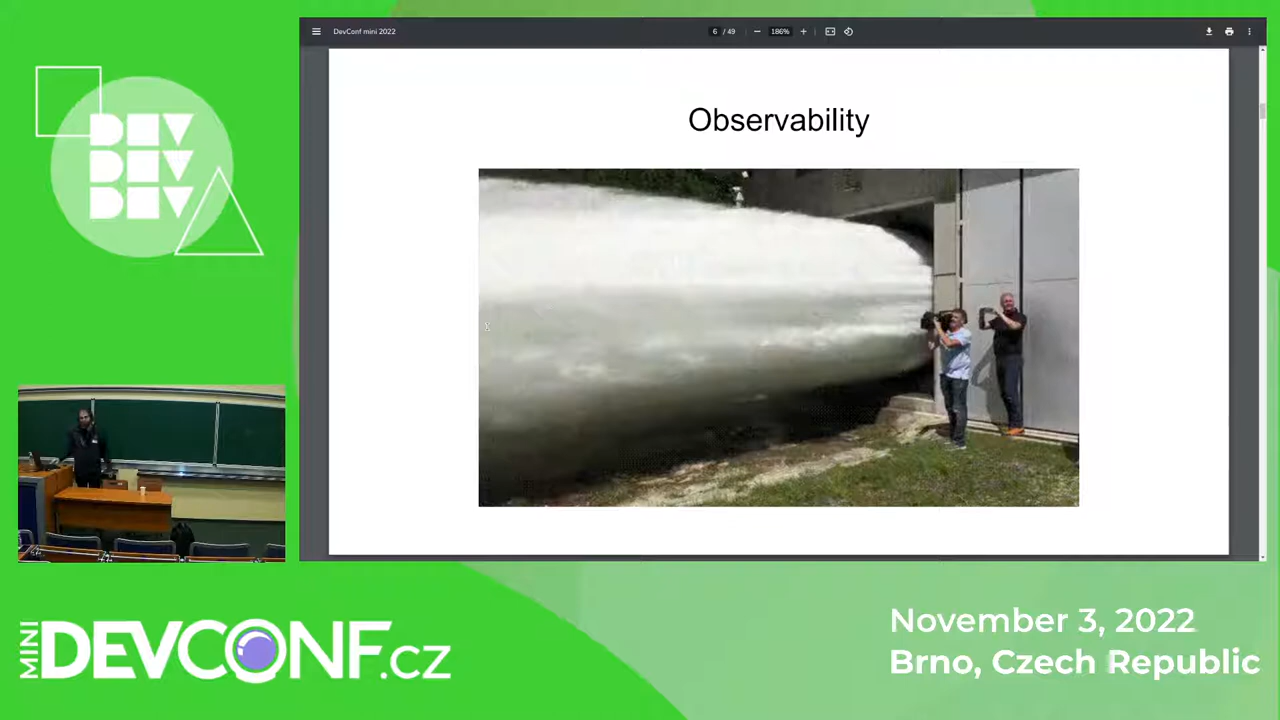 DevConf mini 2022
6 / 49
186%
Observability
DEV
DEV
DEV
MINI
DEVCONF.cz
November 3, 2022
Brno, Czech Republic